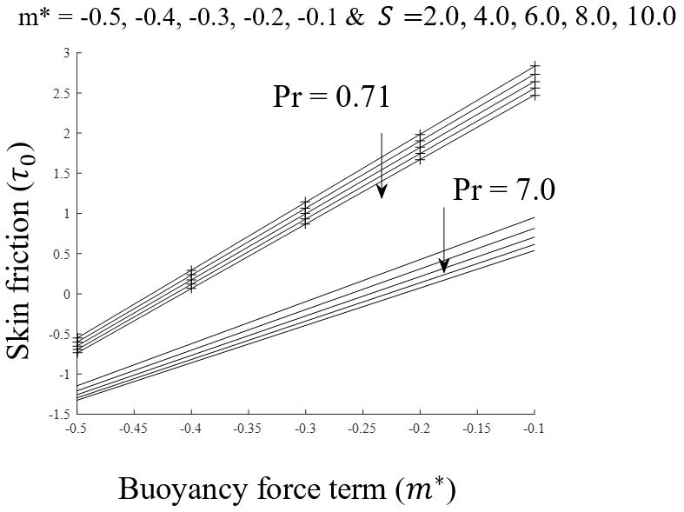 m* = -0.5, -0.4, -0.3, -0.2, -0.1 & S =2.0, 4.0, 6.0, 8.0, 10.0
3
2.5
2
1.5
1
0.5
0
-0.5
-1
-1.5
Skin friction (τ₀)
Pr = 0.71
Pr = 7.0
-0.5 -0.45 -0.4 -0.35 -0.3 -0.25 -0.2 -0.15 -0.1
Buoyancy force term (m*)